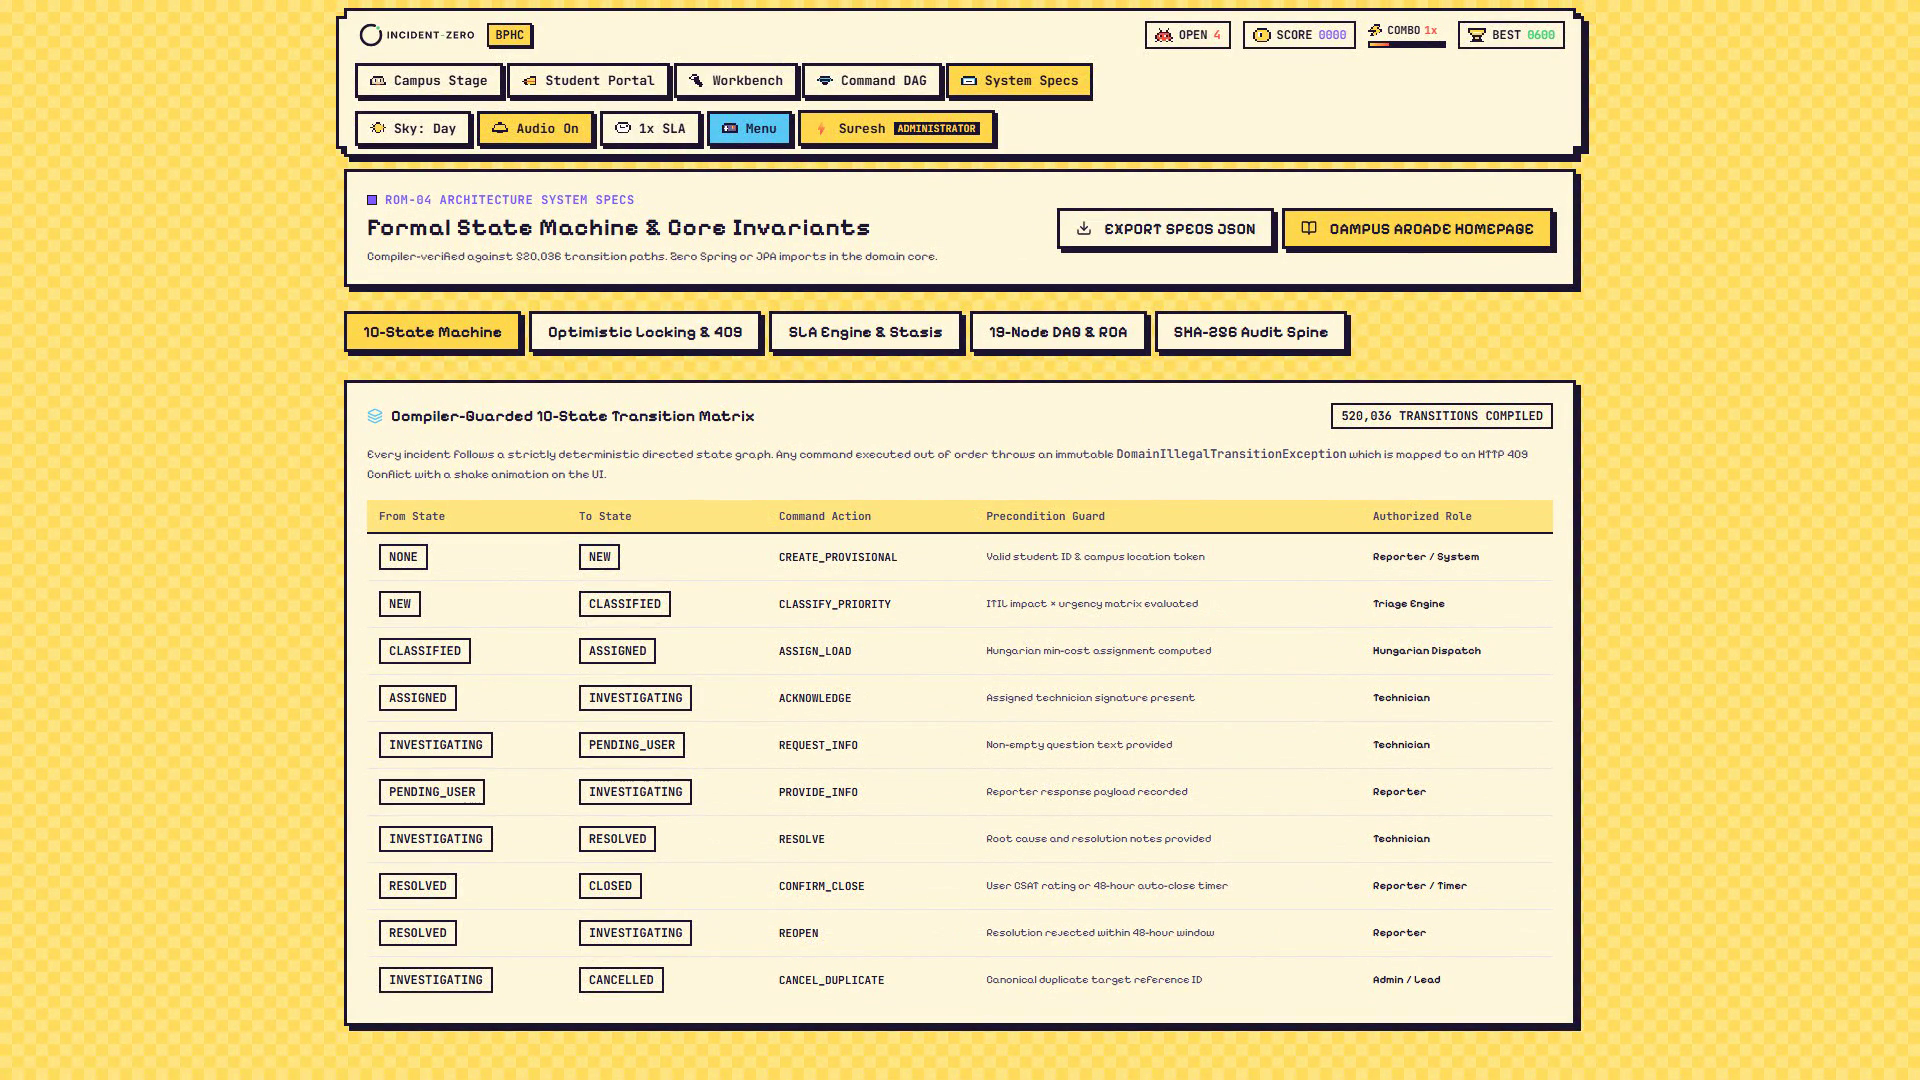 INCIDENT-ZERO BPHC OPEN 4 SCORE 0000 COMBO 1x BEST 0600
Campus Stage Student Portal Workbench Command DAG System Specs
Sky: Day Audio On 1x SLA Menu Suresh ADMINISTRATOR
ROM-04 ARCHITECTURE SYSTEM SPECS
Formal State Machine & Core Invariants
EXPORT SPECS JSON CAMPUS ARCADE HOMEPAGE
Compiler-verified against 520,036 transition paths. Zero Spring or JPA imports in the domain core.
10-State Machine Optimistic Locking & 409 SLA Engine & Stasis 19-Node DAG & RCA SHA-256 Audit Spine
Compiler-Guarded 10-State Transition Matrix 520,036 TRANSITIONS COMPILED
Every incident follows a strictly deterministic directed state graph. Any command executed out of order throws an immutable DomainIllegalTransitionException which is mapped to an HTTP 409
Conflict with a shake animation on the UI.
From State To State Command Action Precondition Guard Authorized Role
NONE NEW CREATE_PROVISIONAL Valid student ID & campus location token Reporter / System
NEW CLASSIFIED CLASSIFY_PRIORITY ITIL impact × urgency matrix evaluated Triage Engine
CLASSIFIED ASSIGNED ASSIGN_LOAD Hungarian min-cost assignment computed Hungarian Dispatch
ASSIGNED INVESTIGATING ACKNOWLEDGE Assigned technician signature present Technician
INVESTIGATING PENDING_USER REQUEST_INFO Non-empty question text provided Technician
PENDING_USER INVESTIGATING PROVIDE_INFO Reporter response payload recorded Reporter
INVESTIGATING RESOLVED RESOLVE Root cause and resolution notes provided Technician
RESOLVED CLOSED CONFIRM_CLOSE User CSAT rating or 48-hour auto-close timer Reporter / Timer
RESOLVED INVESTIGATING REOPEN Resolution rejected within 48-hour window Reporter
INVESTIGATING CANCELLED CANCEL_DUPLICATE Canonical duplicate target reference ID Admin / Lead